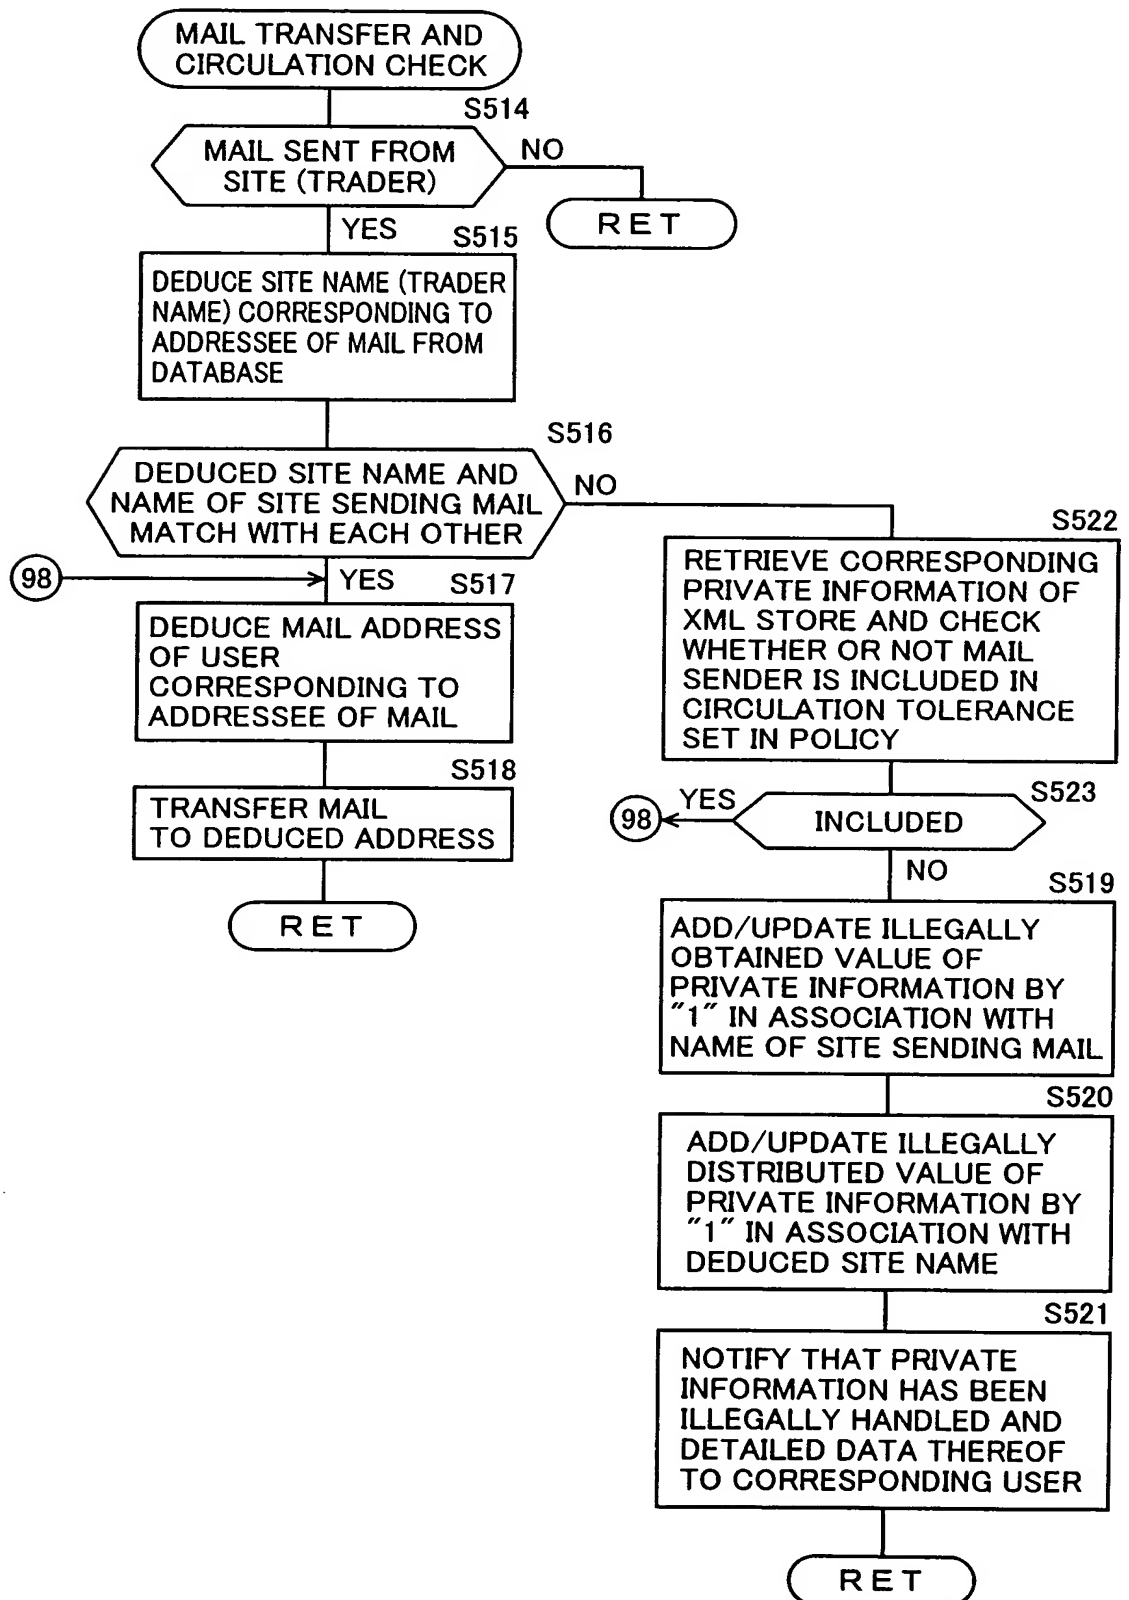 MAIL TRANSFER AND
CIRCULATION CHECK
S514
MAIL SENT FROM
SITE (TRADER)
NO
RET
YES
S515
DEDUCE SITE NAME (TRADER
NAME) CORRESPONDING TO
ADDRESSEE OF MAIL FROM
DATABASE
S516
DEDUCED SITE NAME AND
NAME OF SITE SENDING MAIL
MATCH WITH EACH OTHER
NO
98
YES
S517
DEDUCE MAIL ADDRESS
OF USER
CORRESPONDING TO
ADDRESSEE OF MAIL
S518
TRANSFER MAIL
TO DEDUCED ADDRESS
RET
S522
RETRIEVE CORRESPONDING
PRIVATE INFORMATION OF
XML STORE AND CHECK
WHETHER OR NOT MAIL
SENDER IS INCLUDED IN
CIRCULATION TOLERANCE
SET IN POLICY
S523
98
YES
INCLUDED
NO
S519
ADD/UPDATE ILLEGALLY
OBTAINED VALUE OF
PRIVATE INFORMATION BY
"1" IN ASSOCIATION WITH
NAME OF SITE SENDING MAIL
S520
ADD/UPDATE ILLEGALLY
DISTRIBUTED VALUE OF
PRIVATE INFORMATION BY
"1" IN ASSOCIATION WITH
DEDUCED SITE NAME
S521
NOTIFY THAT PRIVATE
INFORMATION HAS BEEN
ILLEGALLY HANDLED AND
DETAILED DATA THEREOF
TO CORRESPONDING USER
RET